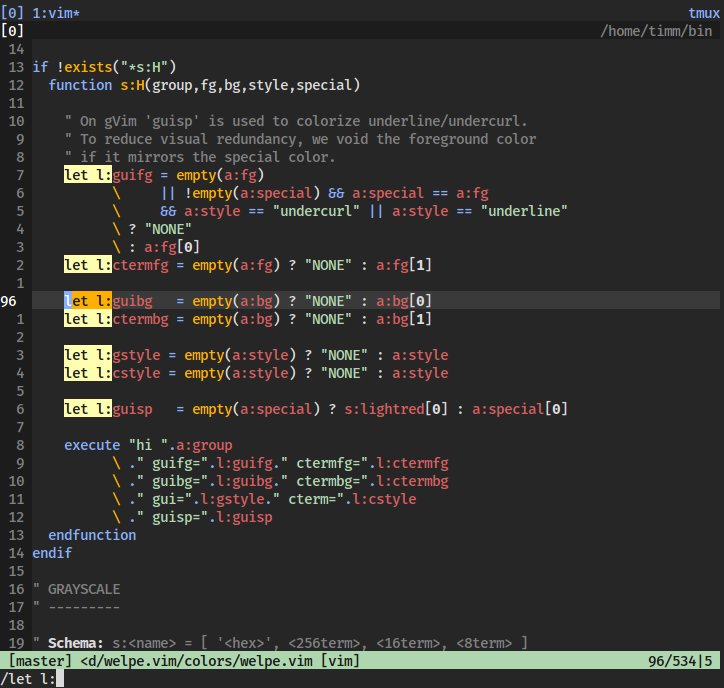 [0] 1:vim* tmux
[0] /home/timm/bin
14
13 if !exists("*s:H")
12   function s:H(group,fg,bg,style,special)
11
10     " On gVim 'guisp' is used to colorize underline/undercurl.
9     " To reduce visual redundancy, we void the foreground color
8     " if it mirrors the special color.
7     let l:guifg = empty(a:fg)
6           \     || !empty(a:special) && a:special == a:fg
5           \     && a:style == "undercurl" || a:style == "underline"
4           \ ? "NONE"
3           \ : a:fg[0]
2     let l:ctermfg = empty(a:fg) ? "NONE" : a:fg[1]
1
96     let l:guibg   = empty(a:bg) ? "NONE" : a:bg[0]
1     let l:ctermbg = empty(a:bg) ? "NONE" : a:bg[1]
2
3     let l:gstyle = empty(a:style) ? "NONE" : a:style
4     let l:cstyle = empty(a:style) ? "NONE" : a:style
5
6     let l:guisp   = empty(a:special) ? s:lightred[0] : a:special[0]
7
8     execute "hi ".a:group
9           \ ." guifg=".l:guifg." ctermfg=".l:ctermfg
10           \ ." guibg=".l:guibg." ctermbg=".l:ctermbg
11           \ ." gui=".l:gstyle." cterm=".l:cstyle
12           \ ." guisp=".l:guisp
13   endfunction
14 endif
15
16 " GRAYSCALE
17 " ---------
18
19 " Schema: s:<name> = [ '<hex>', <256term>, <16term>, <8term> ]
[master] <d/welpe.vim/colors/welpe.vim [vim] 96/534|5
/let l: